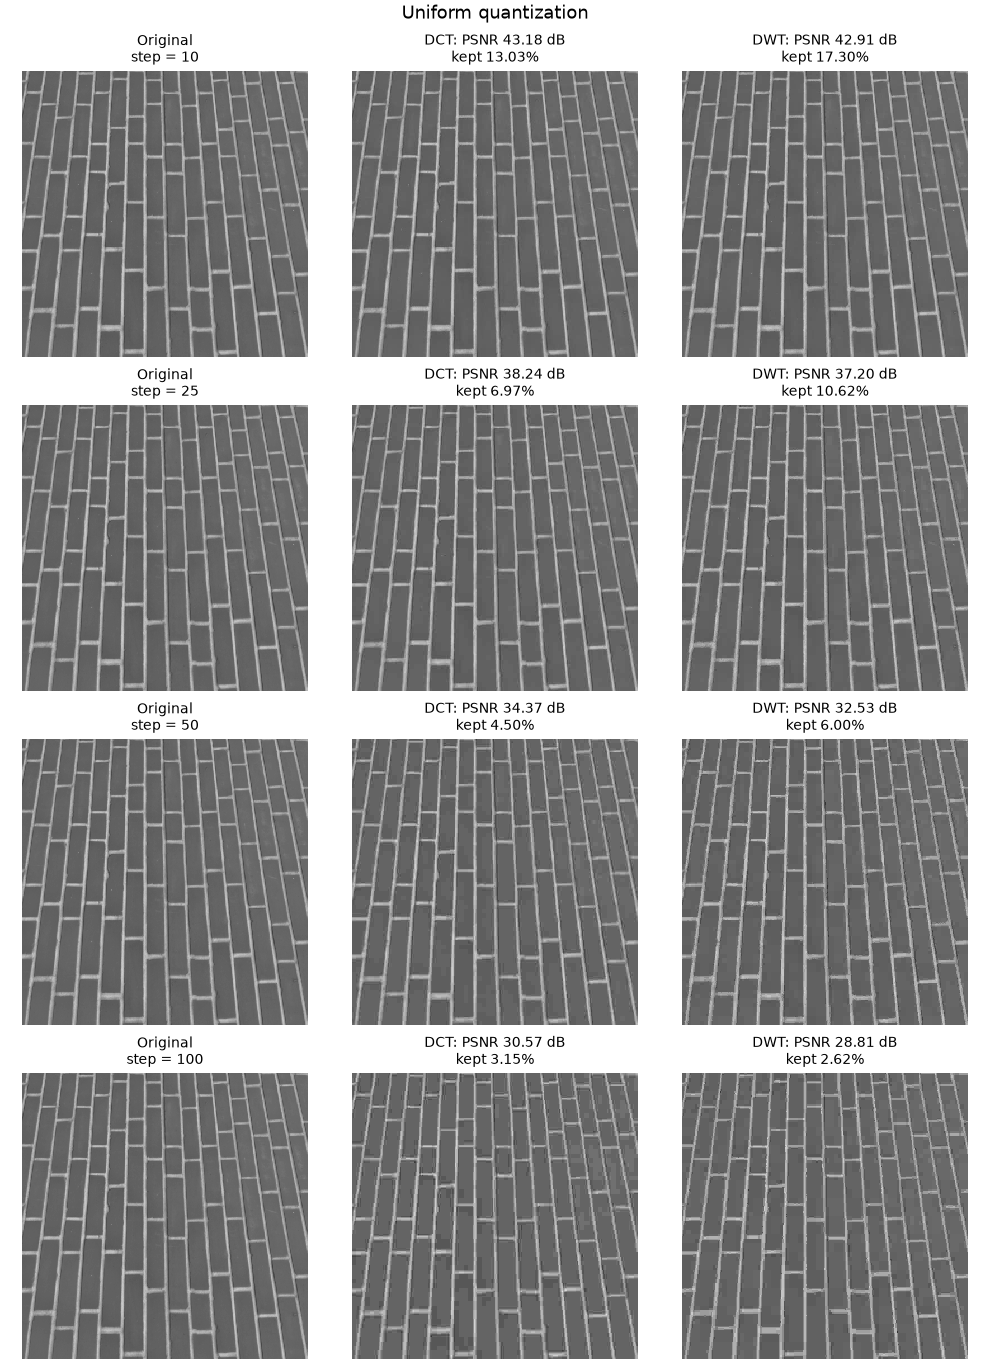 Uniform quantization
Original
step = 10
DCT: PSNR 43.18 dB
kept 13.03%
DWT: PSNR 42.91 dB
kept 17.30%
Original
step = 25
DCT: PSNR 38.24 dB
kept 6.97%
DWT: PSNR 37.20 dB
kept 10.62%
Original
step = 50
DCT: PSNR 34.37 dB
kept 4.50%
DWT: PSNR 32.53 dB
kept 6.00%
Original
step = 100
DCT: PSNR 30.57 dB
kept 3.15%
DWT: PSNR 28.81 dB
kept 2.62%